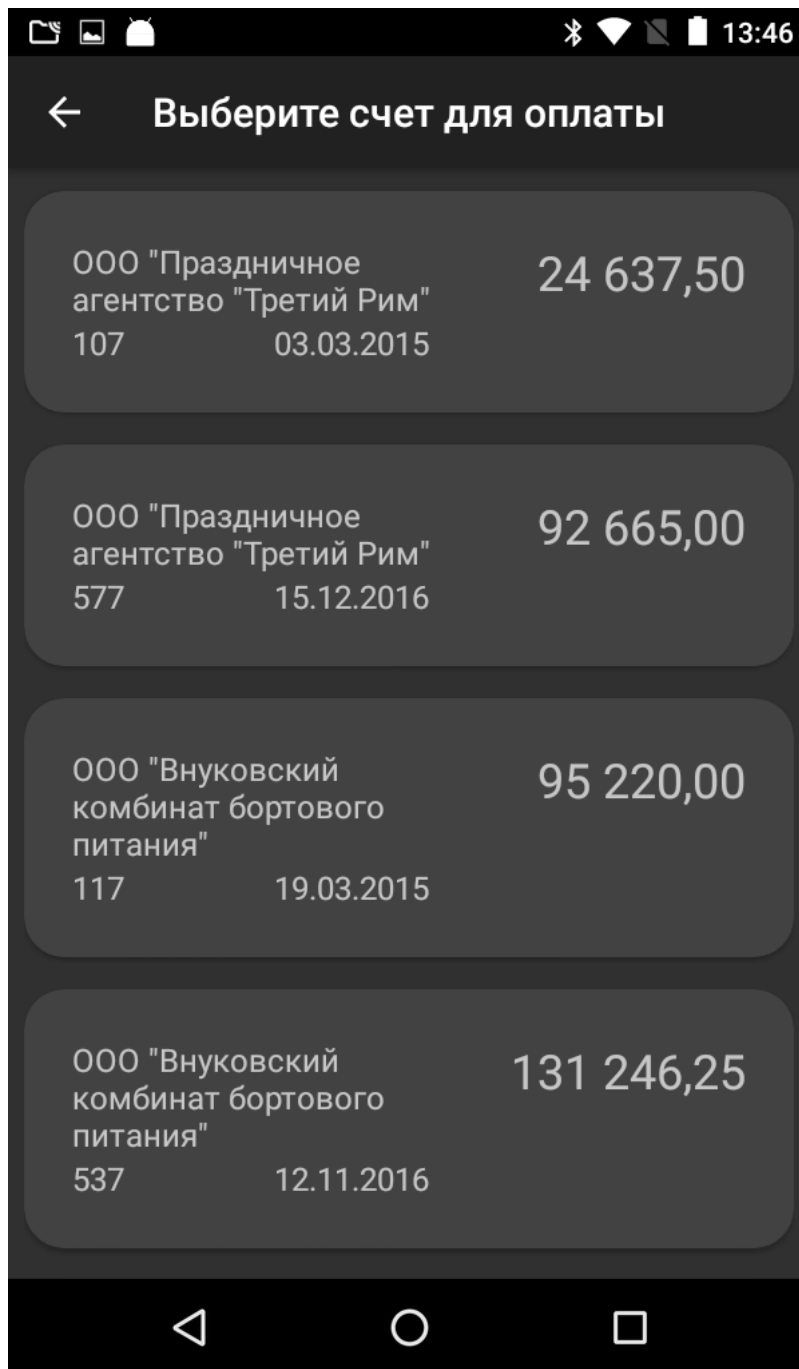 13:46
Выберите счет для оплаты
ООО "Праздничное
агентство "Третий Рим"
24 637,50
107 03.03.2015
ООО "Праздничное
агентство "Третий Рим"
92 665,00
577 15.12.2016
ООО "Внуковский
комбинат бортового
питания"
95 220,00
117 19.03.2015
ООО "Внуковский
комбинат бортового
питания"
131 246,25
537 12.11.2016